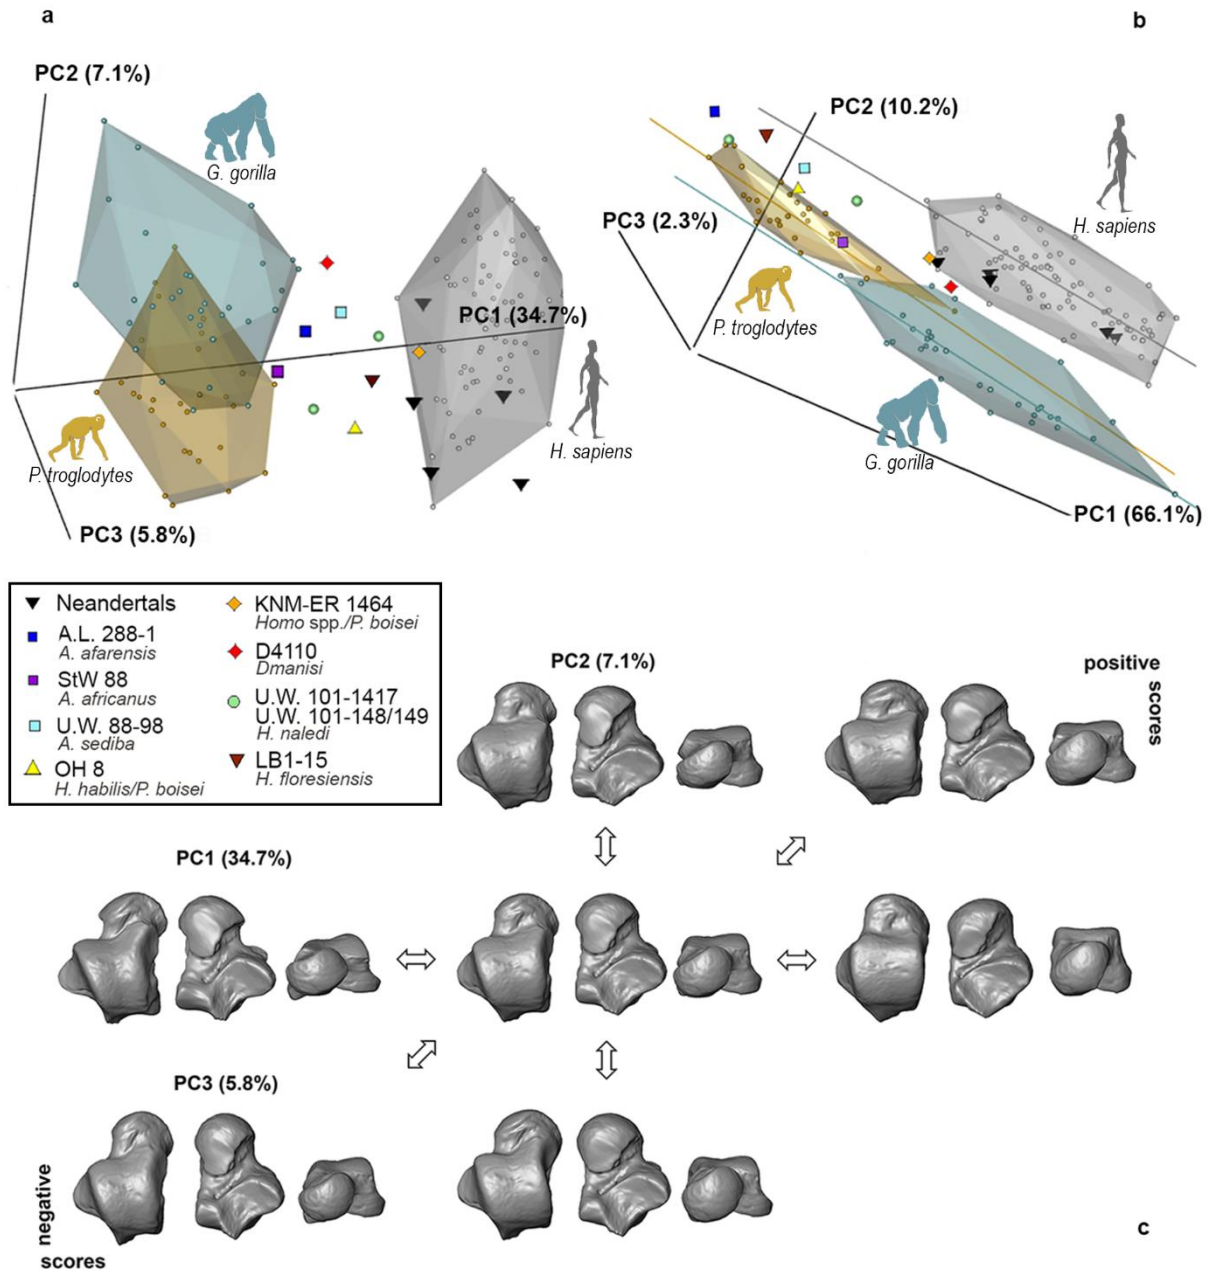 a
b
PC2 (7.1%)
G. gorilla
PC1 (34.7%)
H. sapiens
P. troglodytes
PC3 (5.8%)
PC2 (10.2%)
H. sapiens
PC3 (2.3%)
P. troglodytes
G. gorilla
PC1 (66.1%)
Neandertals
A.L. 288-1
A. afarensis
StW 88
A. africanus
U.W. 88-98
A. sediba
OH 8
H. habilis/P. boisei
KNM-ER 1464
Homo spp./P. boisei
D4110
Dmanisi
U.W. 101-1417
U.W. 101-148/149
H. naledi
LB1-15
H. floresiensis
PC2 (7.1%)
positive
scores
PC1 (34.7%)
PC3 (5.8%)
negative
scores
c